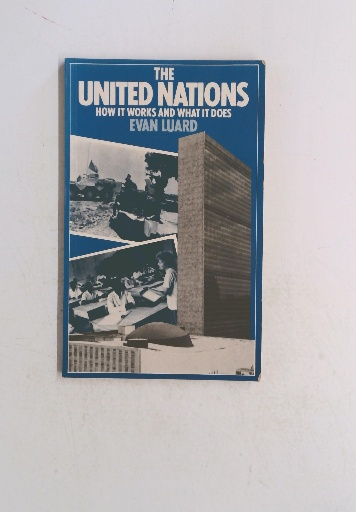 THE
UNITED NATIONS
HOW IT WORKS AND WHAT IT DOES
EVAN LUARD